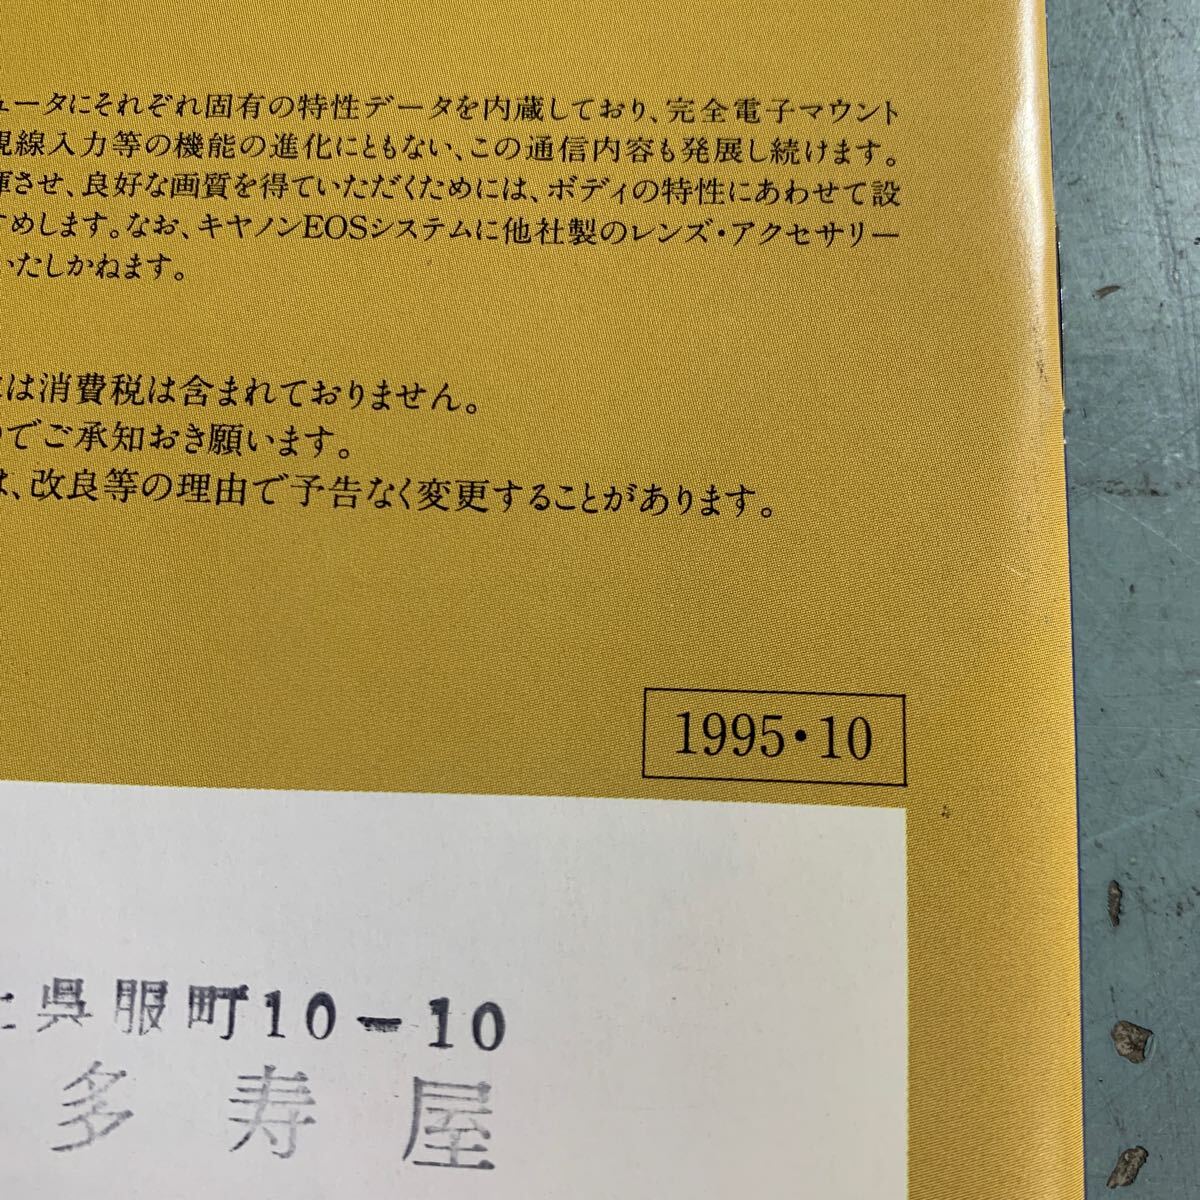 ュータにそれぞれ固有の特性データを内蔵しており、完全電子マウント
視線入力等の機能の進化にともない、この通信内容も発展し続けます。
揮させ、良好な画質を得ていただくためには、ボディの特性にあわせて設
すめします。なお、キヤノンEOSシステムに他社製のレンズ・アクセサリー
いたしかねます。
は消費税は含まれておりません。
のでご承知おき願います。
は、改良等の理由で予告なく変更することがあります。
1995・10
上呉服町10-10
多寿屋